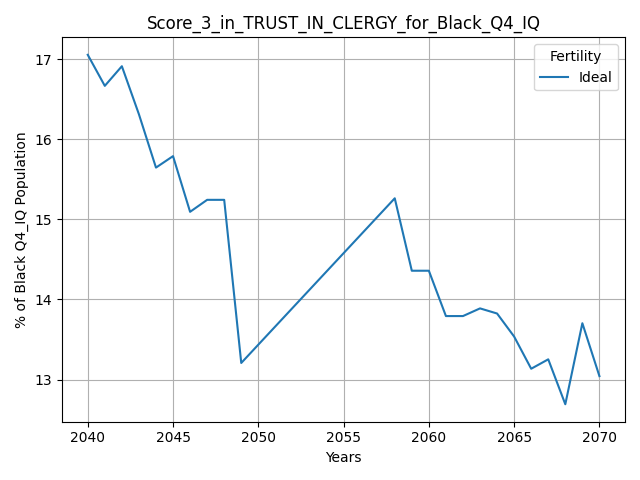 Score_3_in_TRUST_IN_CLERGY_for_Black_Q4_IQ
Fertility
Ideal
% of Black Q4_IQ Population
17
16
15
14
13
2040 2045 2050 2055 2060 2065 2070
Years